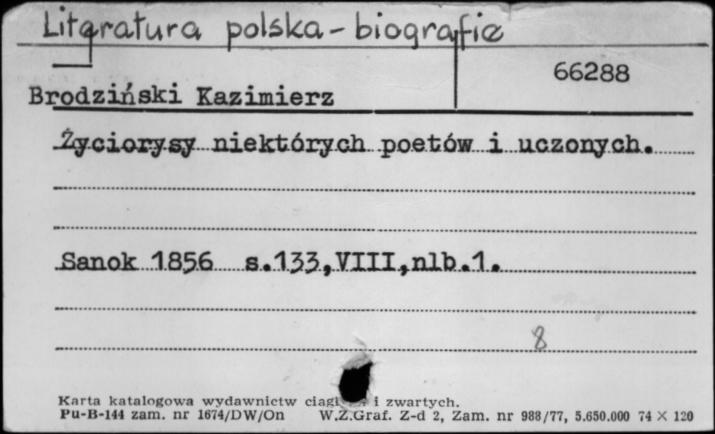 Literatura polska - biografie
66288
Brodziński Kazimierz
Życiorysy niektórych poetów i uczonych.
Sanok 1856 s.133,VIII,nlb.1.
8
Karta katalogowa wydawnictw i zwartych.
Pu-B-144 zam. nr 1674/DW/On W.Z.Graf. Z-d 2, Zam. nr 988/77, 5.650.000 74 × 120